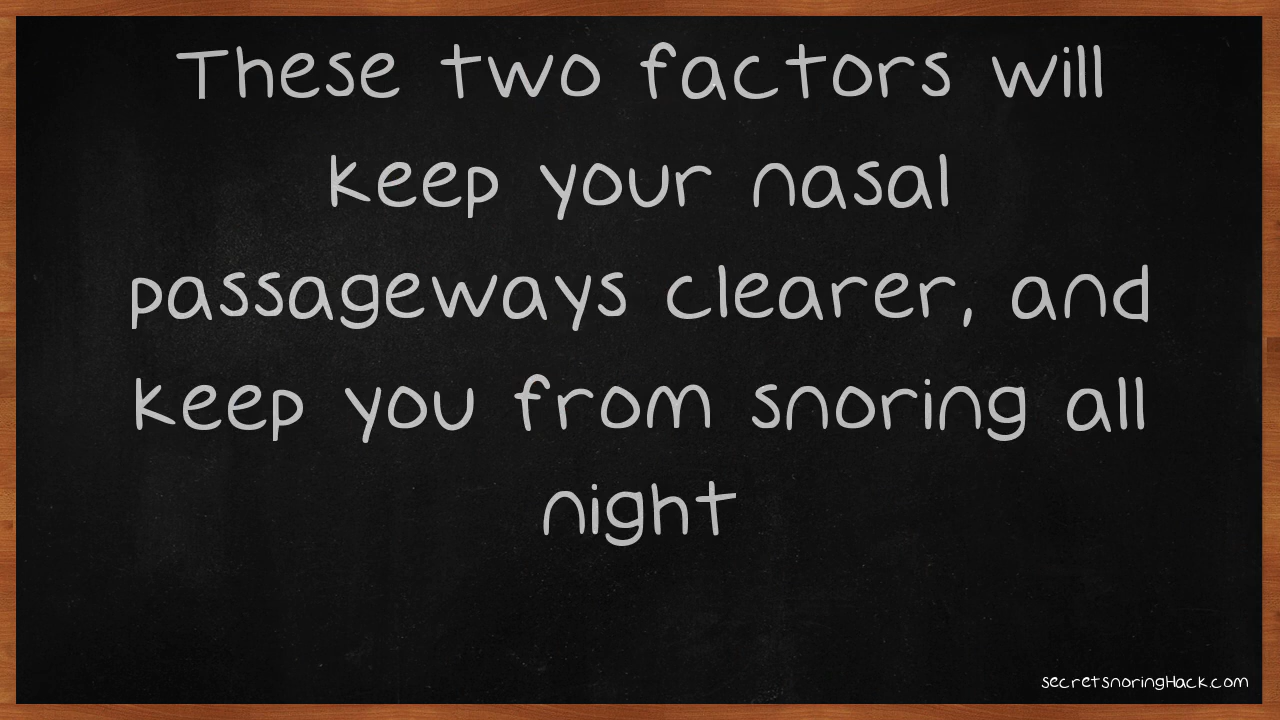 These two factors will
keep your nasal
passageways clearer, and
keep you from snoring all
night
secretsnoringHack.com